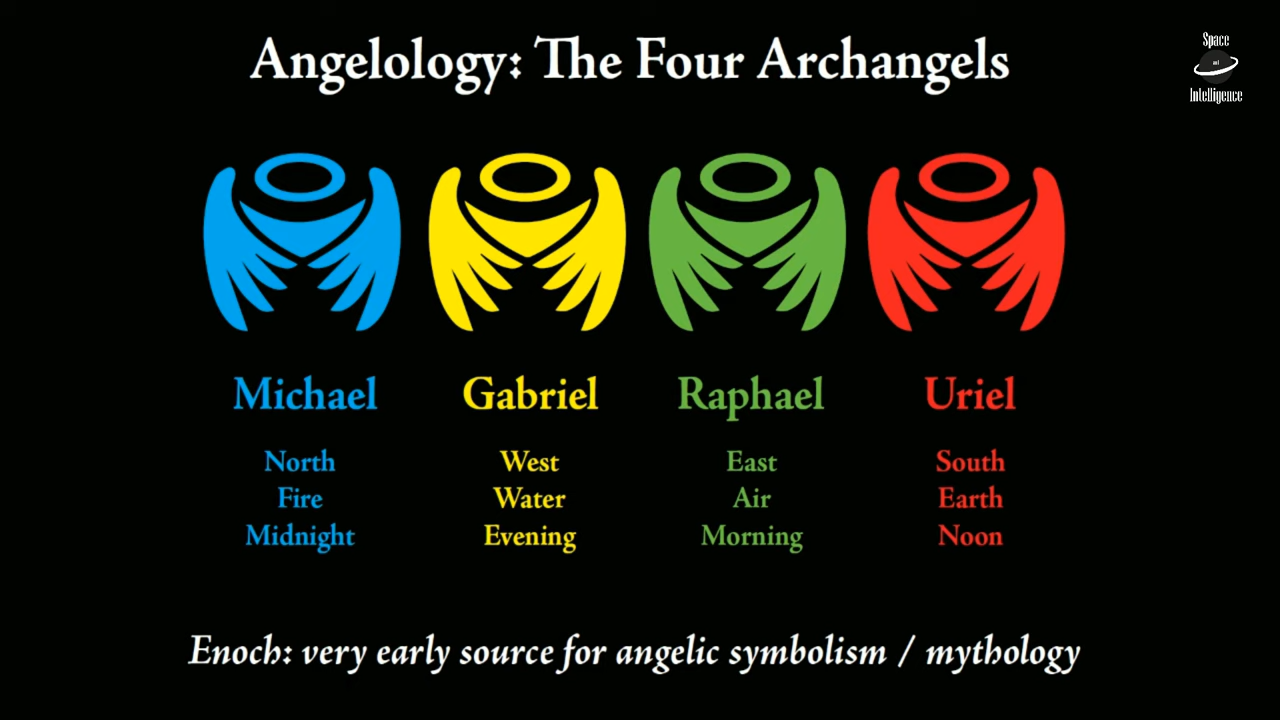 Angelology: The Four Archangels
Space
and
Intelligence
Michael
Gabriel
Raphael
Uriel
North
West
East
South
Fire
Water
Air
Earth
Midnight
Evening
Morning
Noon
Enoch: very early source for angelic symbolism / mythology